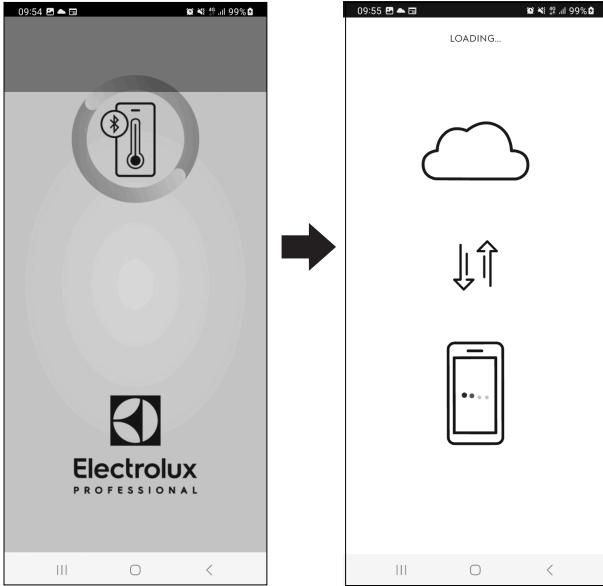 09:54 99%
Electrolux
PROFESSIONAL
09:55 99%
LOADING...